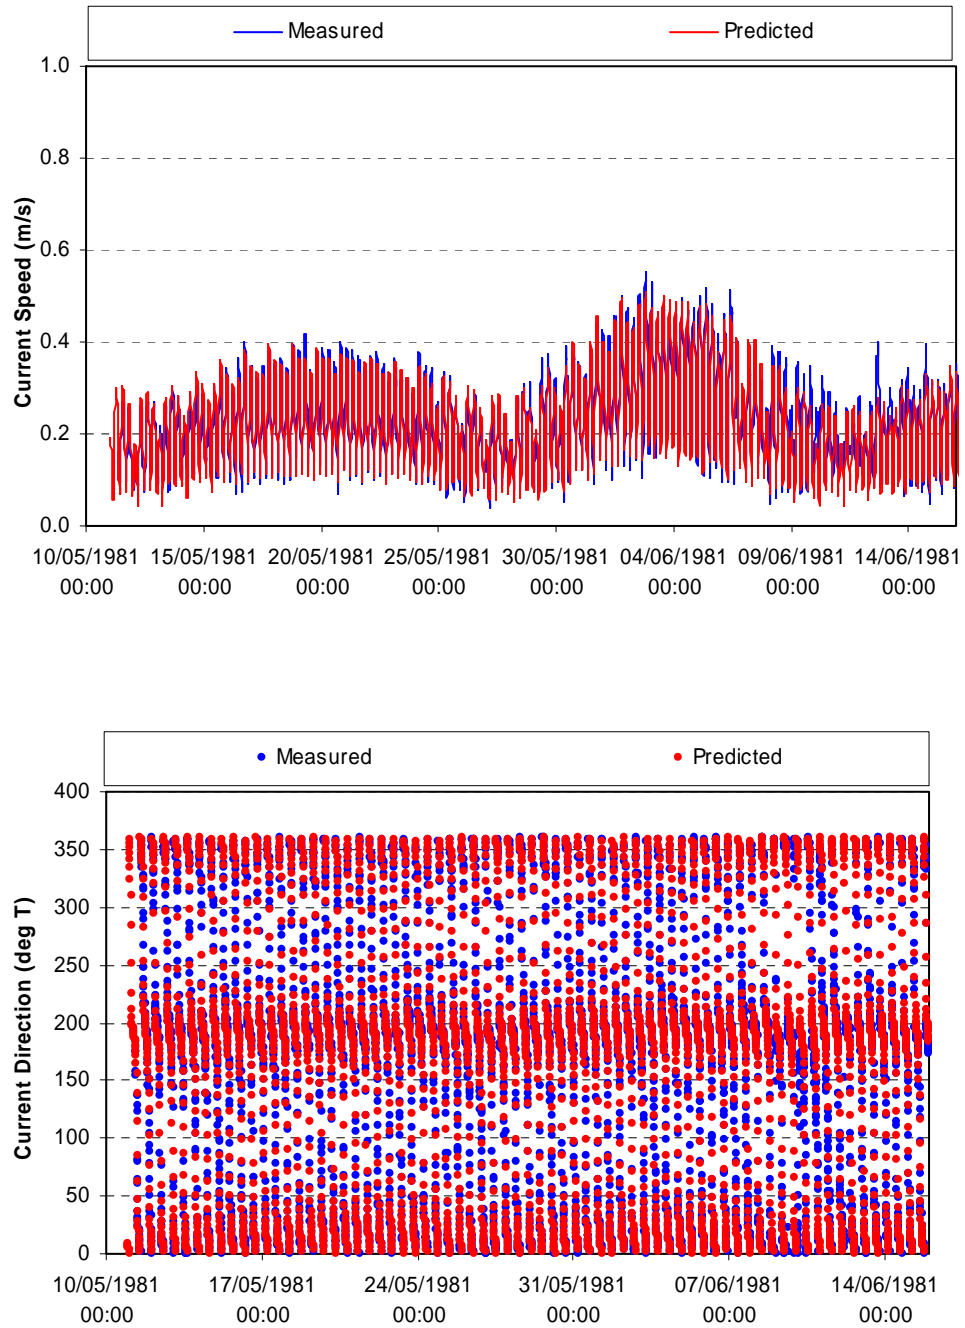 Measured Predicted
1.0
0.8
0.6
0.4
0.2
0.0
Current Speed (m/s)
10/05/1981 15/05/1981 20/05/1981 25/05/1981 30/05/1981 04/06/1981 09/06/1981 14/06/1981
00:00 00:00 00:00 00:00 00:00 00:00 00:00 00:00
Measured Predicted
400
350
300
250
200
150
100
50
0
Current Direction (deg T)
10/05/1981 17/05/1981 24/05/1981 31/05/1981 07/06/1981 14/06/1981
00:00 00:00 00:00 00:00 00:00 00:00